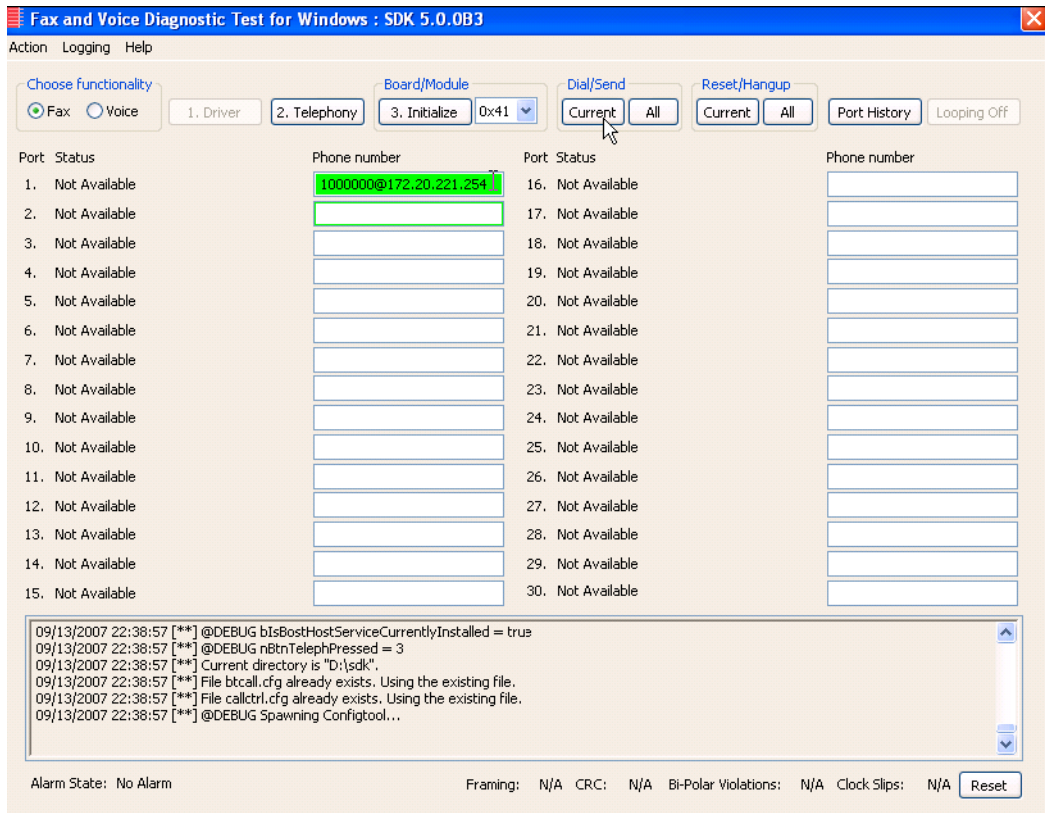 Fax and Voice Diagnostic Test for Windows : SDK 5.0.0B3
Action Logging Help
Choose functionality Board/Module Dial/Send Reset/Hangup
Fax Voice 1. Driver 2. Telephony 3. Initialize 0x41 Current All Current All Port History Looping Off
Port Status Phone number Port Status Phone number
1. Not Available 1000000@172.20.221.254 16. Not Available
2. Not Available 17. Not Available
3. Not Available 18. Not Available
4. Not Available 19. Not Available
5. Not Available 20. Not Available
6. Not Available 21. Not Available
7. Not Available 22. Not Available
8. Not Available 23. Not Available
9. Not Available 24. Not Available
10. Not Available 25. Not Available
11. Not Available 26. Not Available
12. Not Available 27. Not Available
13. Not Available 28. Not Available
14. Not Available 29. Not Available
15. Not Available 30. Not Available
09/13/2007 22:38:57 [**] @DEBUG bIsBostHostServiceCurrentlyInstalled = true
09/13/2007 22:38:57 [**] @DEBUG nBtnTelephPressed = 3
09/13/2007 22:38:57 [**] Current directory is "D:\sdk".
09/13/2007 22:38:57 [**] File btcall.cfg already exists. Using the existing file.
09/13/2007 22:38:57 [**] File callctrl.cfg already exists. Using the existing file.
09/13/2007 22:38:57 [**] @DEBUG Spawning Configtool...
Alarm State: No Alarm Framing: N/A CRC: N/A Bi-Polar Violations: N/A Clock Slips: N/A Reset